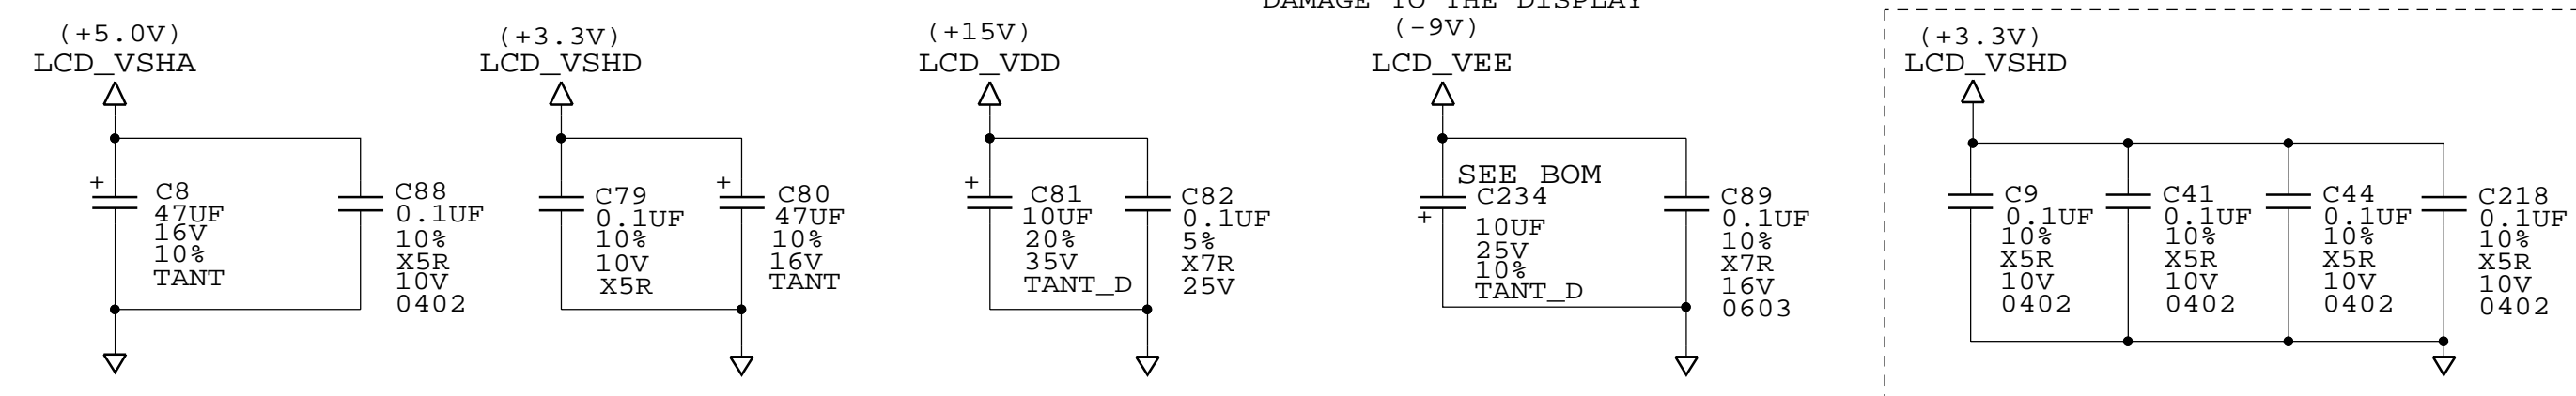 DAMAGE TO THE DISPLAY
(+5.0V)
LCD_VSHA
+
C8
47UF
16V
10%
TANT
C88
0.1UF
10%
X5R
10V
0402
(+3.3V)
LCD_VSHD
C79
0.1UF
10%
10V
X5R
+
C80
47UF
10%
16V
TANT
(+15V)
LCD_VDD
+
C81
10UF
20%
35V
TANT_D
C82
0.1UF
5%
X7R
25V
(-9V)
LCD_VEE
SEE BOM
C234
+
10UF
25V
10%
TANT_D
C89
0.1UF
10%
X7R
16V
0603
(+3.3V)
LCD_VSHD
C9
0.1UF
10%
X5R
10V
0402
C41
0.1UF
10%
X5R
10V
0402
C44
0.1UF
10%
X5R
10V
0402
C218
0.1UF
10%
X5R
10V
0402